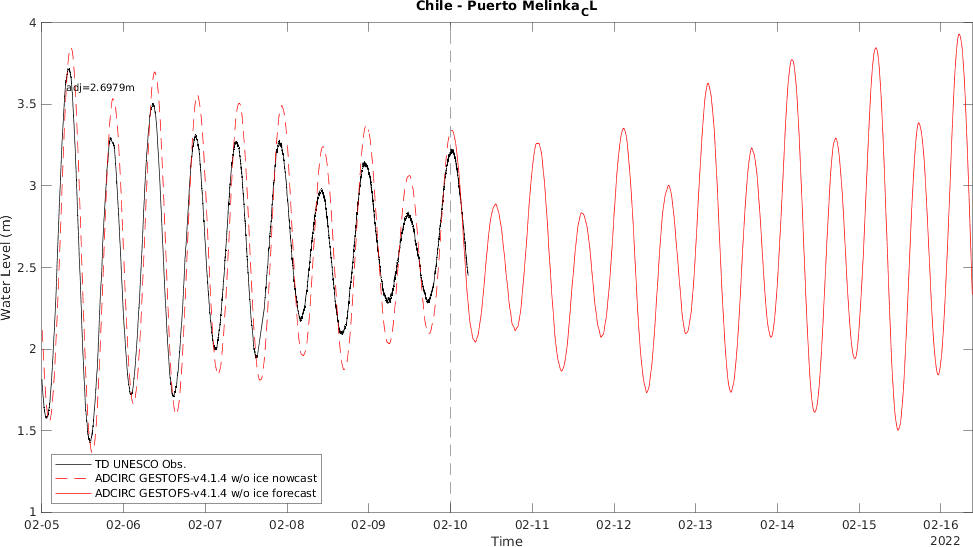 Chile - Puerto Melinka_CL
Water Level (m)
4
3.5
3
2.5
2
1.5
1
adj=2.6979m
TD UNESCO Obs.
ADCIRC GESTOFS-v4.1.4 w/o ice nowcast
ADCIRC GESTOFS-v4.1.4 w/o ice forecast
02-05 02-06 02-07 02-08 02-09 02-10 02-11 02-12 02-13 02-14 02-15 02-16
Time
2022